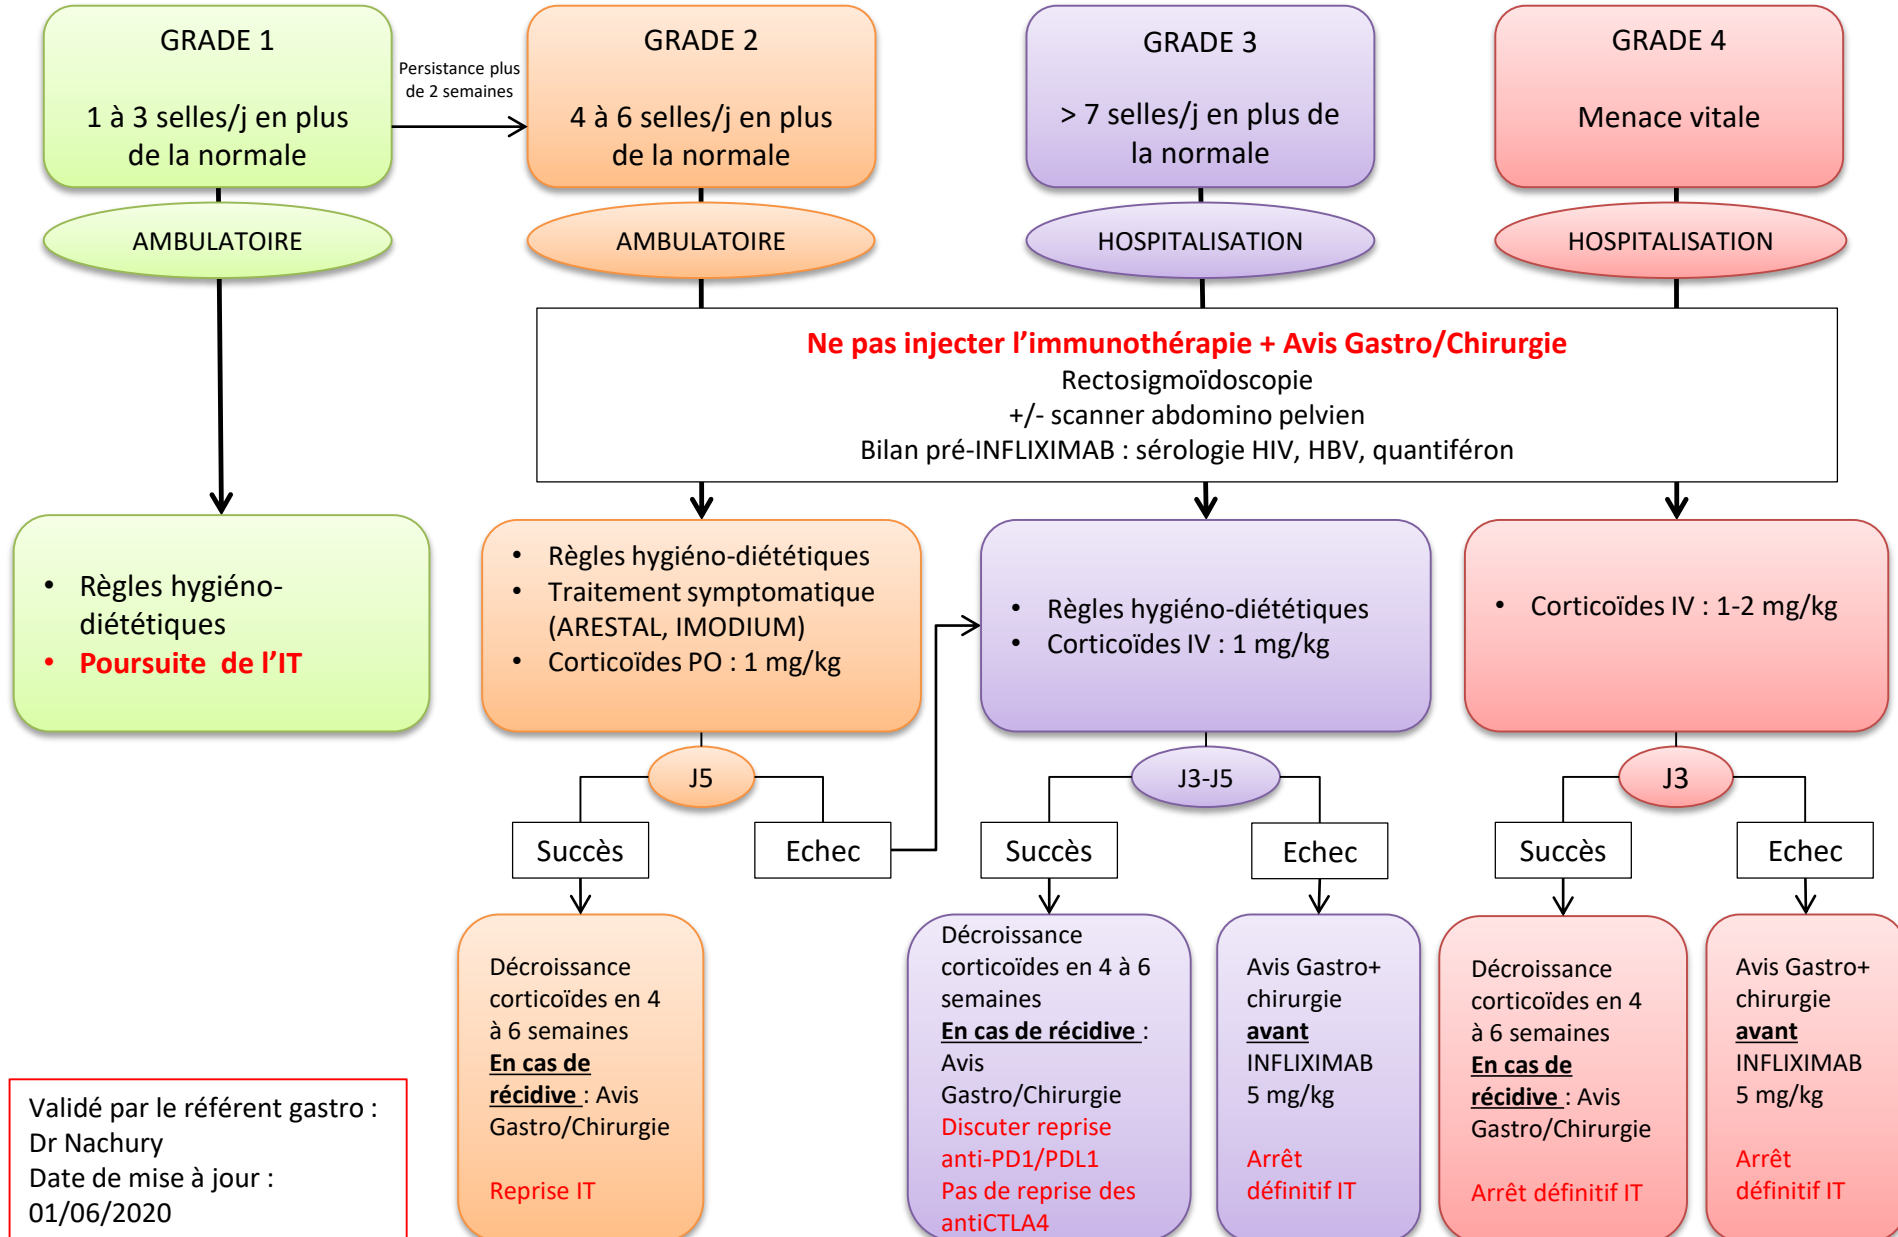 GRADE 1
1 à 3 selles/j en plus
de la normale
Persistance plus
de 2 semaines
GRADE 2
4 à 6 selles/j en plus
de la normale
GRADE 3
> 7 selles/j en plus de
la normale
GRADE 4
Menace vitale
AMBULATOIRE
AMBULATOIRE
HOSPITALISATION
HOSPITALISATION
Ne pas injecter l’immunothérapie + Avis Gastro/Chirurgie
Rectosigmoïdoscopie
+/- scanner abdomino pelvien
Bilan pré-INFLIXIMAB : sérologie HIV, HBV, quantiféron
• Règles hygiéno-
diététiques
• Poursuite de l’IT
• Règles hygiéno-diététiques
• Traitement symptomatique
(ARESTAL, IMODIUM)
• Corticoïdes PO : 1 mg/kg
• Règles hygiéno-diététiques
• Corticoïdes IV : 1 mg/kg
• Corticoïdes IV : 1-2 mg/kg
J5
J3-J5
J3
Succès
Echec
Succès
Echec
Succès
Echec
Décroissance
corticoïdes en 4
à 6 semaines
En cas de
récidive : Avis
Gastro/Chirurgie
Reprise IT
Décroissance
corticoïdes en 4 à 6
semaines
En cas de récidive :
Avis
Gastro/Chirurgie
Discuter reprise
anti-PD1/PDL1
Pas de reprise des
antiCTLA4
Avis Gastro+
chirurgie
avant
INFLIXIMAB
5 mg/kg
Arrêt
définitif IT
Décroissance
corticoïdes en 4
à 6 semaines
En cas de
récidive : Avis
Gastro/Chirurgie
Arrêt définitif IT
Avis Gastro+
chirurgie
avant
INFLIXIMAB
5 mg/kg
Arrêt
définitif IT
Validé par le référent gastro :
Dr Nachury
Date de mise à jour :
01/06/2020